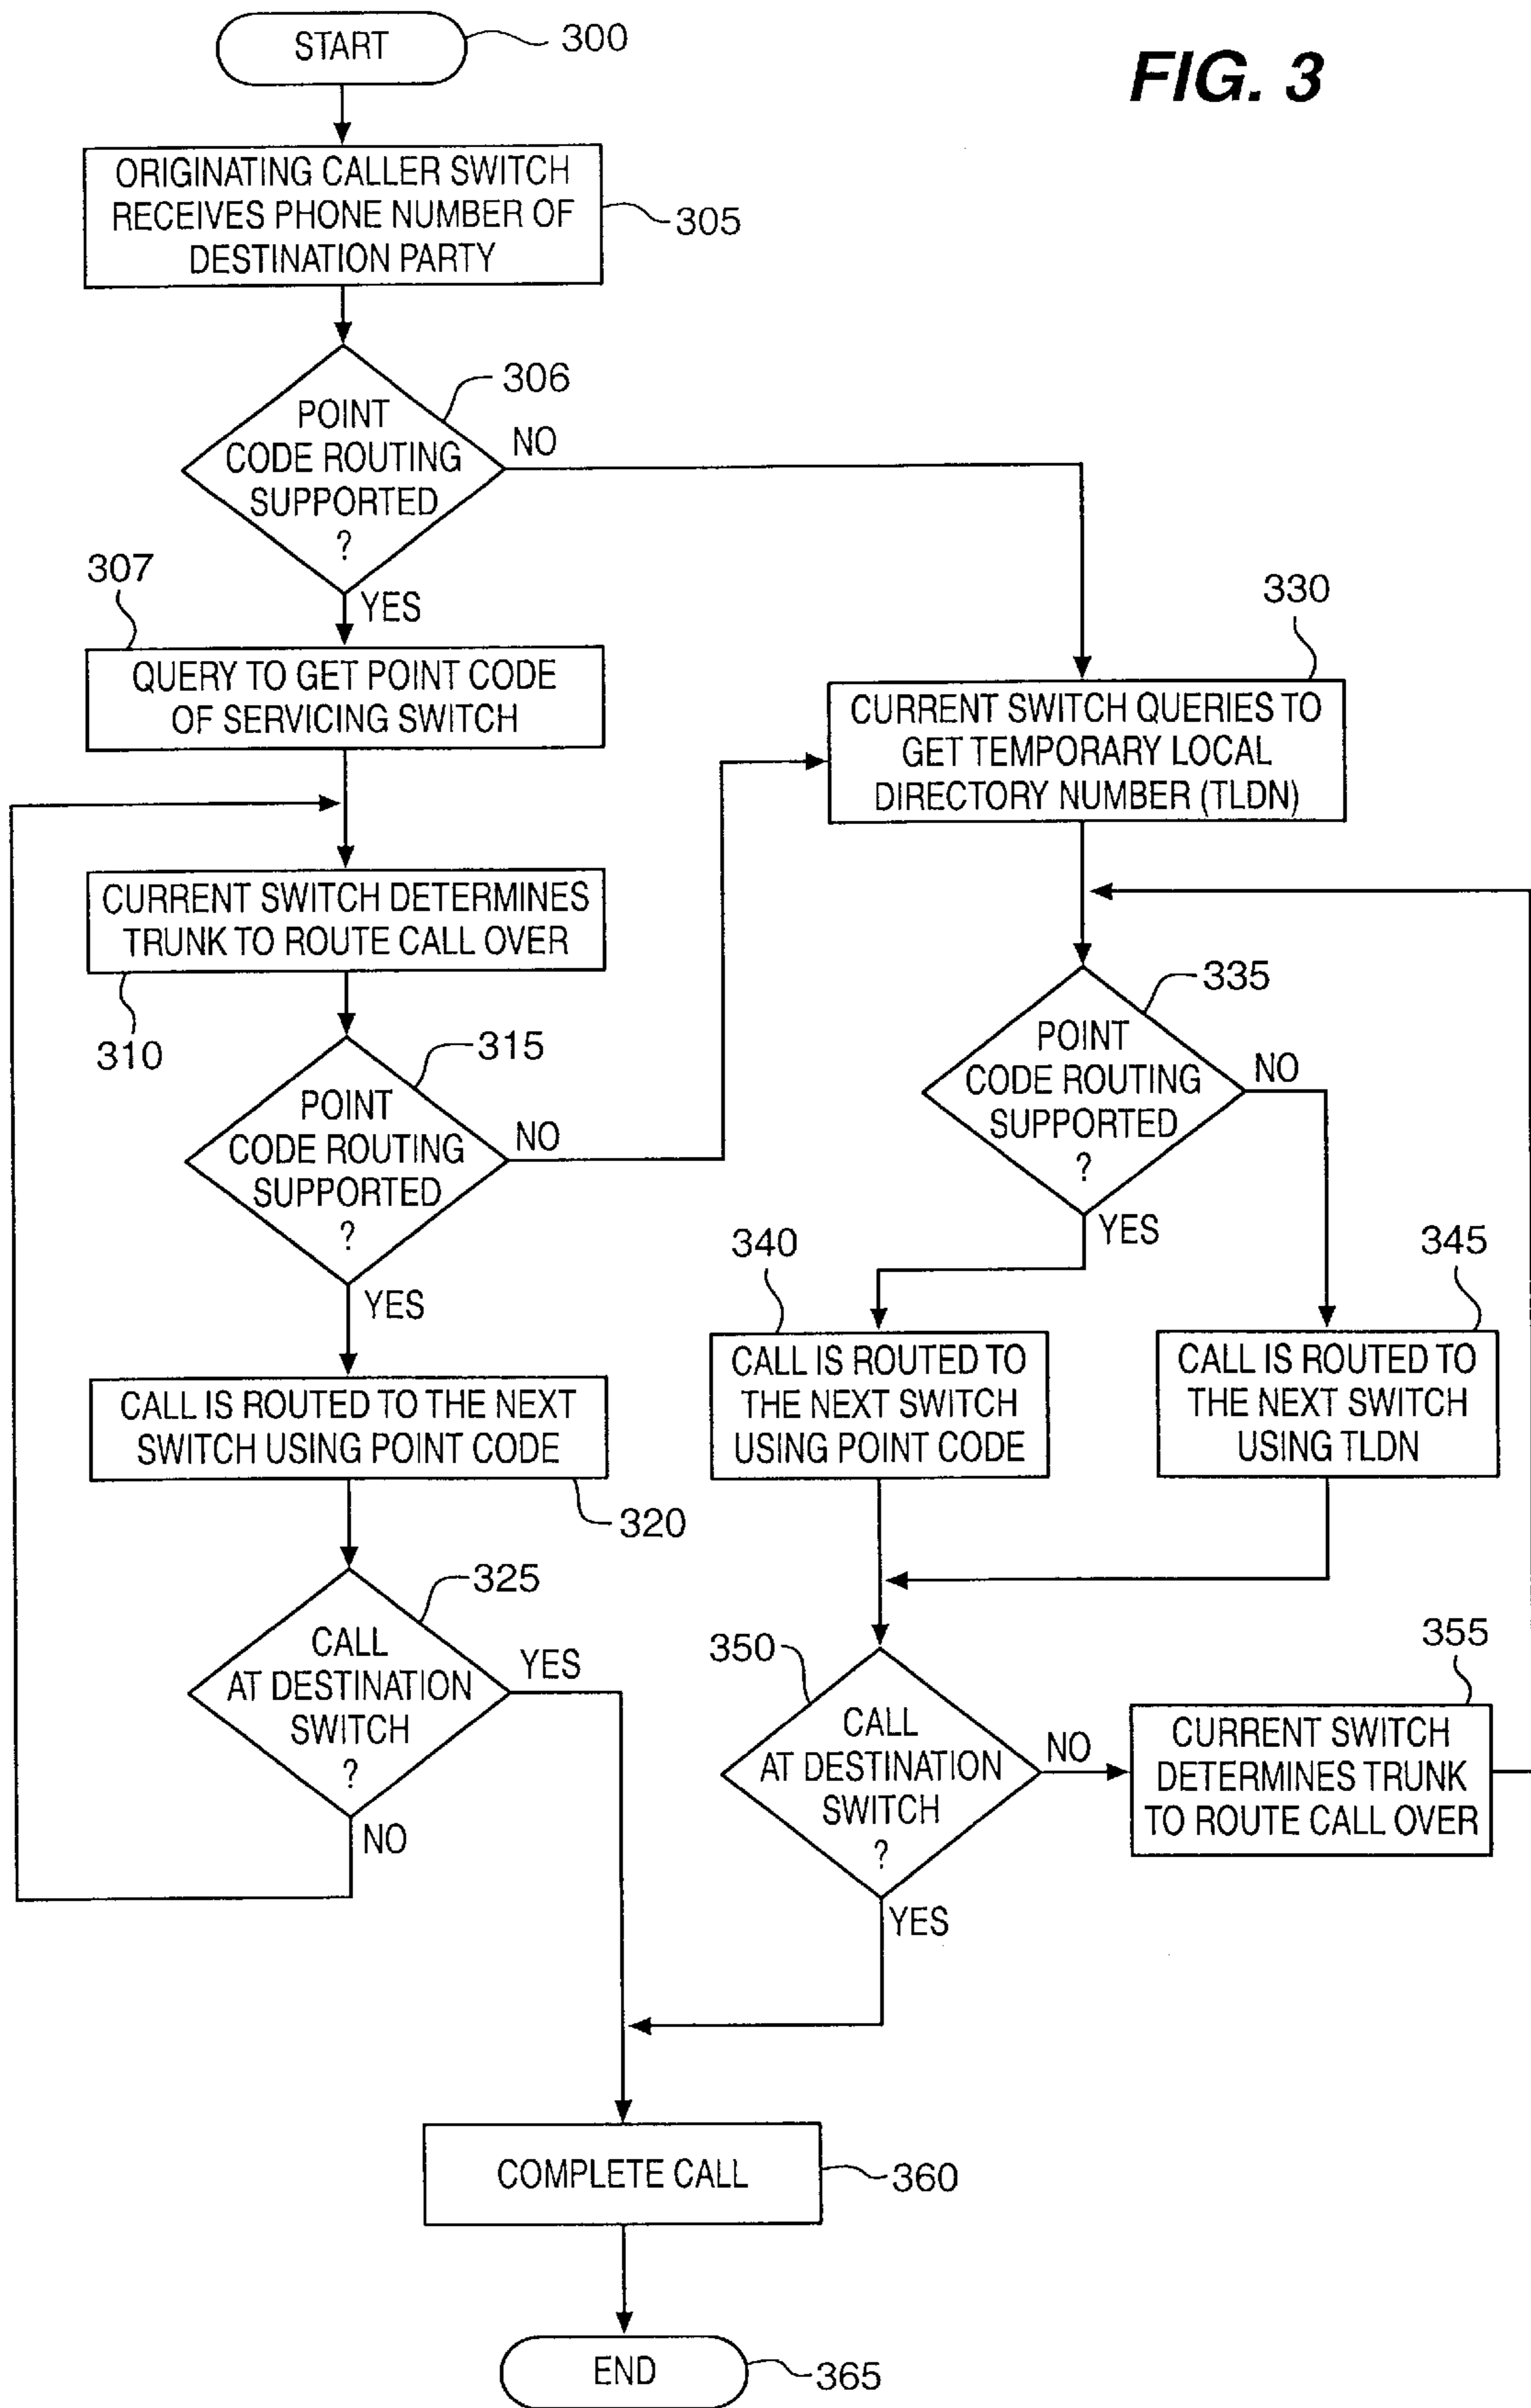 FIG. 3
START
300
ORIGINATING CALLER SWITCH
RECEIVES PHONE NUMBER OF
DESTINATION PARTY
305
306
POINT
CODE ROUTING
SUPPORTED
?
NO
YES
307
QUERY TO GET POINT CODE
OF SERVICING SWITCH
CURRENT SWITCH DETERMINES
TRUNK TO ROUTE CALL OVER
310
315
POINT
CODE ROUTING
SUPPORTED
?
NO
YES
CALL IS ROUTED TO THE NEXT
SWITCH USING POINT CODE
320
325
CALL
AT DESTINATION
SWITCH
?
YES
NO
330
CURRENT SWITCH QUERIES TO
GET TEMPORARY LOCAL
DIRECTORY NUMBER (TLDN)
335
POINT
CODE ROUTING
SUPPORTED
?
NO
YES
340
CALL IS ROUTED TO
THE NEXT SWITCH
USING POINT CODE
345
CALL IS ROUTED TO
THE NEXT SWITCH
USING TLDN
350
CALL
AT DESTINATION
SWITCH
?
NO
YES
355
CURRENT SWITCH
DETERMINES TRUNK
TO ROUTE CALL OVER
COMPLETE CALL
360
END
365